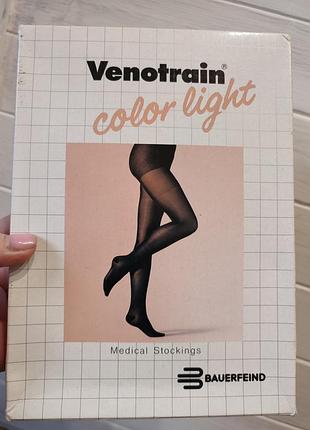 Venotrain®
color light
Medical Stockings
BAUERFEIND